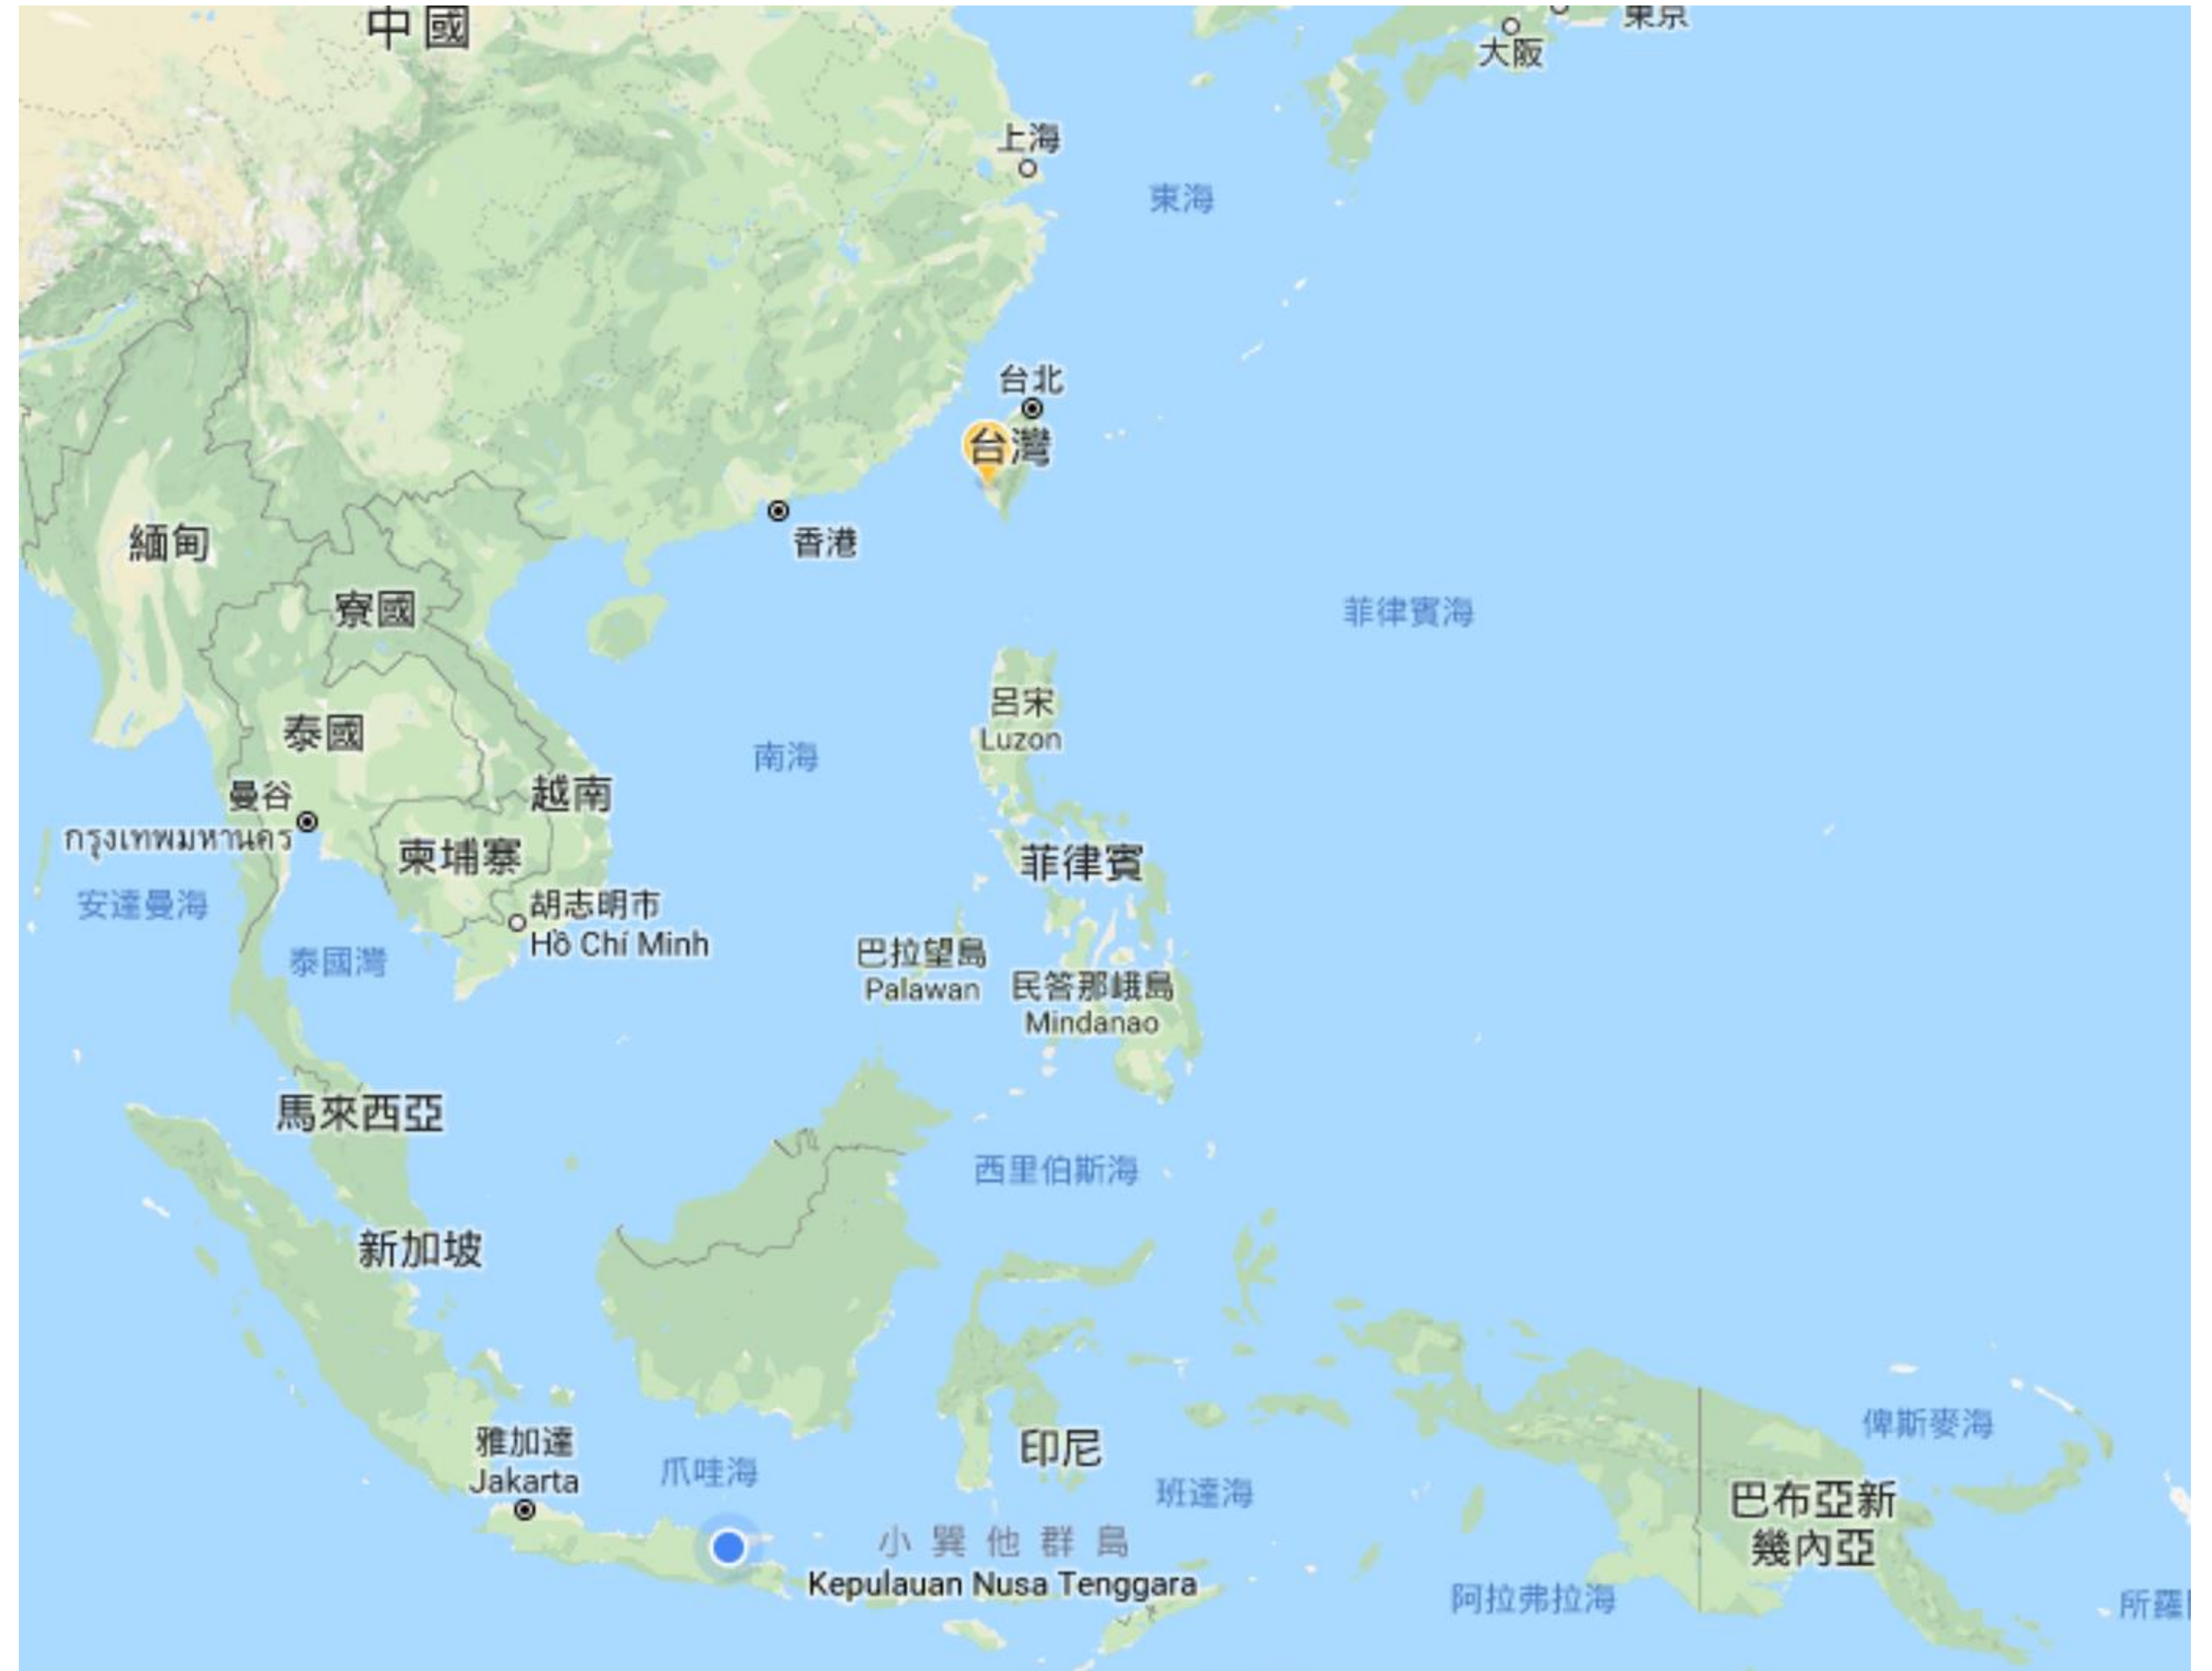 中國
東京
大阪
上海
東海
台北
台灣
香港
緬甸
寮國
菲律賓海
呂宋
Luzon
泰國
南海
曼谷
กรุงเทพมหานคร
越南
柬埔寨
菲律賓
安達曼海
胡志明市
Hồ Chí Minh
泰國灣
巴拉望島
Palawan
民答那峨島
Mindanao
馬來西亞
西里伯斯海
新加坡
雅加達
Jakarta
爪哇海
印尼
班達海
俾斯麥海
巴布亞新
幾內亞
小巽他群島
Kepulauan Nusa Tenggara
阿拉弗拉海
所羅